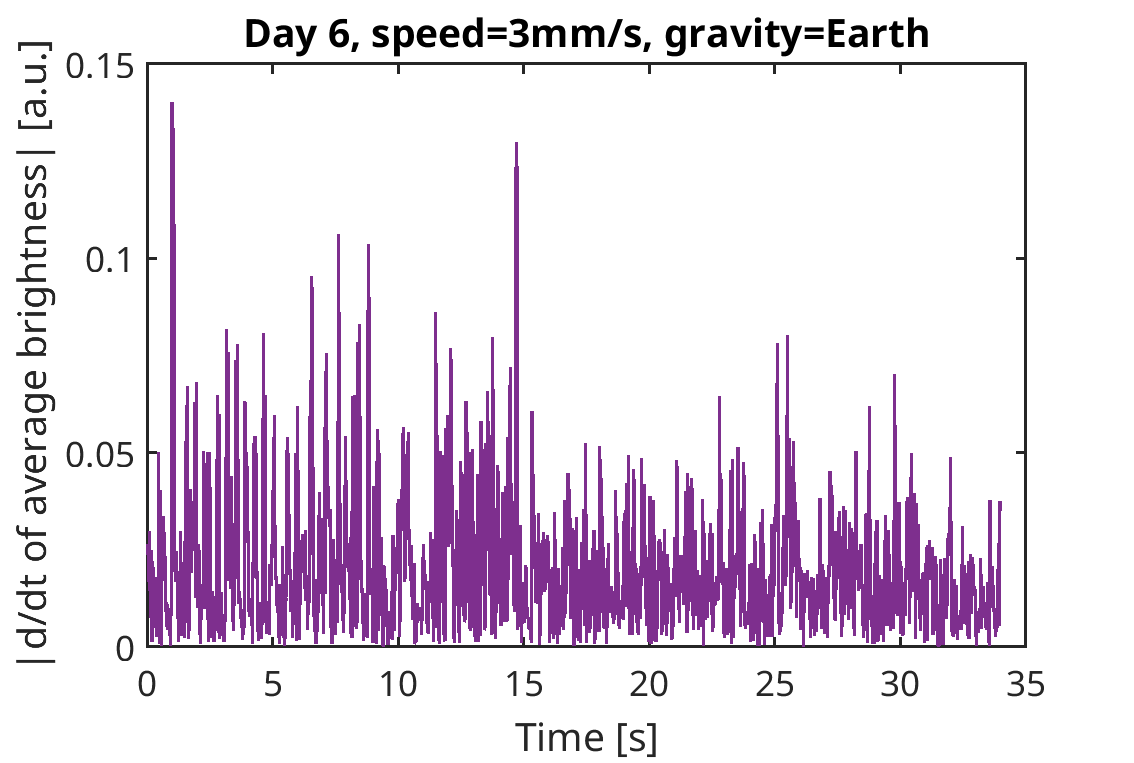 Day 6, speed=3mm/s, gravity=Earth
|d/dt of average brightness| [a.u.]
0.15
0.1
0.05
0
0 5 10 15 20 25 30 35
Time [s]